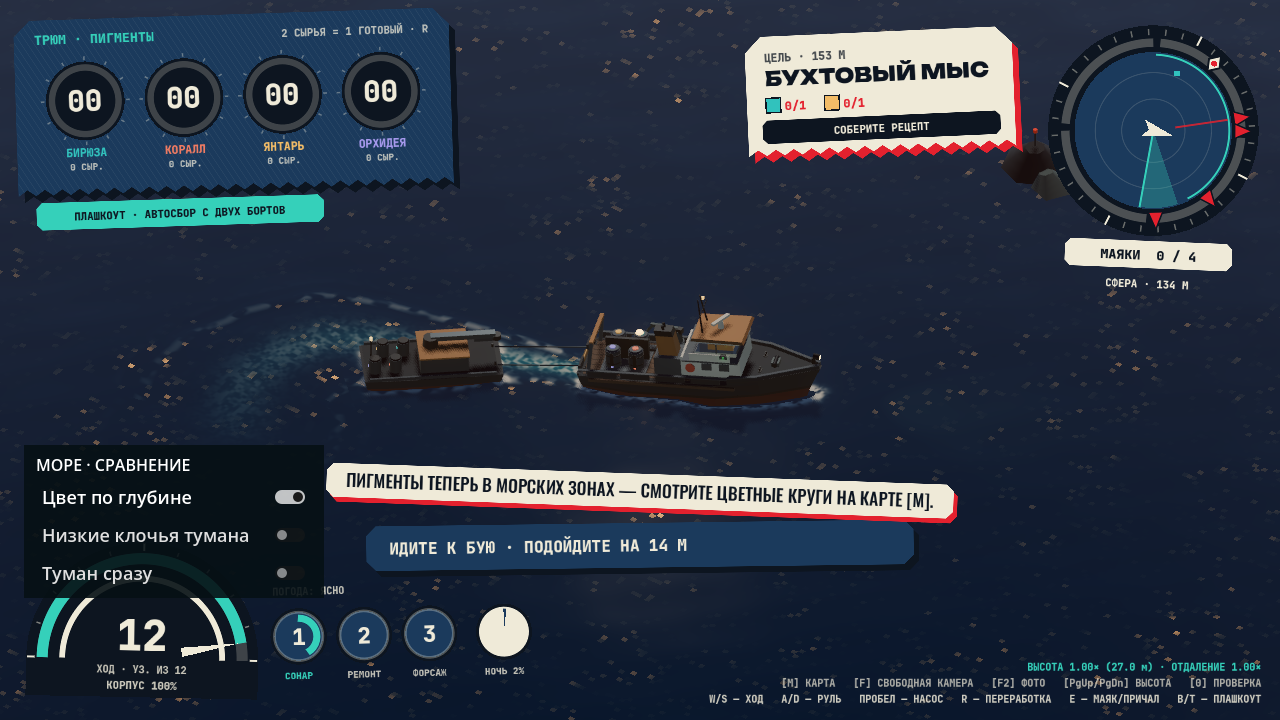 ТРЮМ · ПИГМЕНТЫ
2 СЫРЬЯ = 1 ГОТОВЫЙ · R
00 00 00 00
БИРЮЗА КОРАЛЛ ЯНТАРЬ ОРХИДЕЯ
0 СЫР. 0 СЫР. 0 СЫР. 0 СЫР.
ПЛАШКОУТ · АВТОСБОР С ДВУХ БОРТОВ
ЦЕЛЬ · 153 М
БУХТОВЫЙ МЫС
0/1 0/1
СОБЕРИТЕ РЕЦЕПТ
МАЯКИ 0 / 4
СФЕРА · 134 М
МОРЕ · СРАВНЕНИЕ
Цвет по глубине
Низкие клочья тумана
Туман сразу
ПИГМЕНТЫ ТЕПЕРЬ В МОРСКИХ ЗОНАХ — СМОТРИТЕ ЦВЕТНЫЕ КРУГИ НА КАРТЕ [M].
ИДИТЕ К БУЮ · ПОДОЙДИТЕ НА 14 М
ПОГОДА: ЯСНО
12
ХОД · УЗ. ИЗ 12
КОРПУС 100%
1 2 3
СОНАР РЕМОНТ ФОРСАЖ НОЧЬ 2%
ВЫСОТА 1.00× (27.0 м) · ОТДАЛЕНИЕ 1.00×
[M] КАРТА [F] СВОБОДНАЯ КАМЕРА [F2] ФОТО [PgUp/PgDn] ВЫСОТА [0] ПРОВЕРКА
W/S — ХОД A/D — РУЛЬ ПРОБЕЛ — НАСОС R — ПЕРЕРАБОТКА E — МАЯК/ПРИЧАЛ B/T — ПЛАШКОУТ